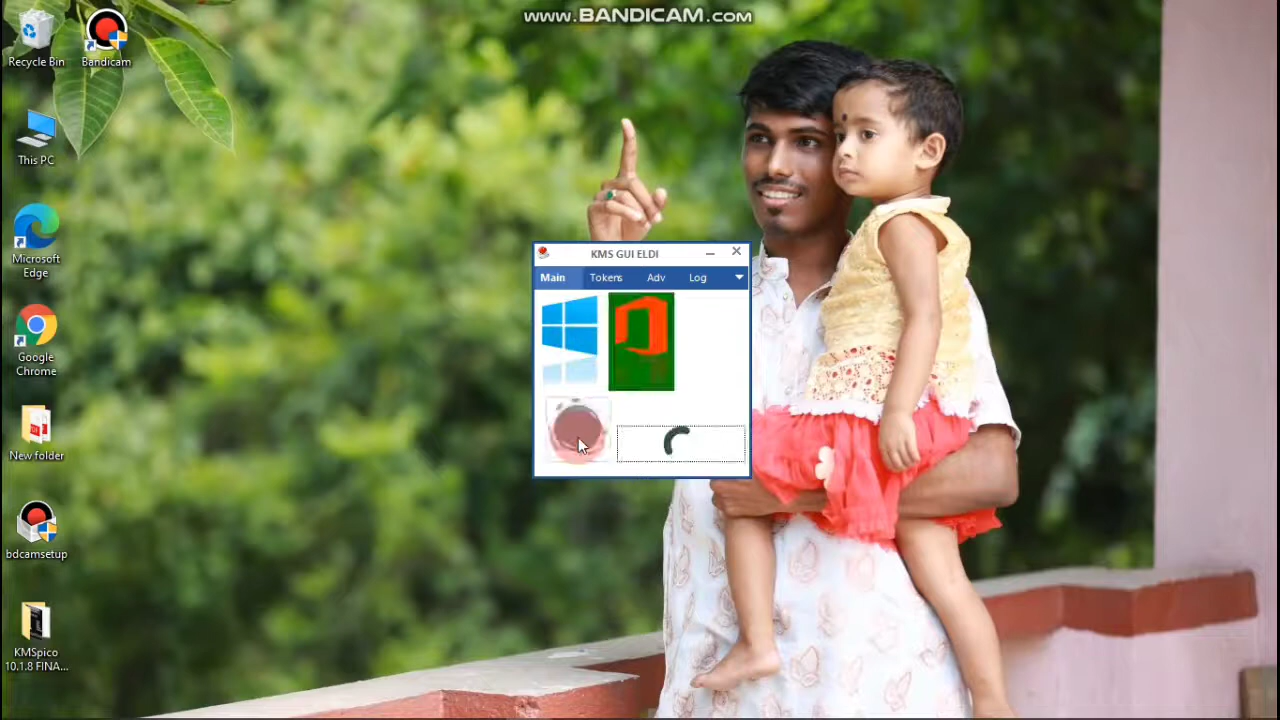 www.BANDICAM.com
Recycle Bin
Bandicam
This PC
Microsoft
Edge
Google
Chrome
New folder
bdcamsetup
KMSpico
10.1.8 FINA...
KMS GUI ELDI
Main
Tokens
Adv
Log